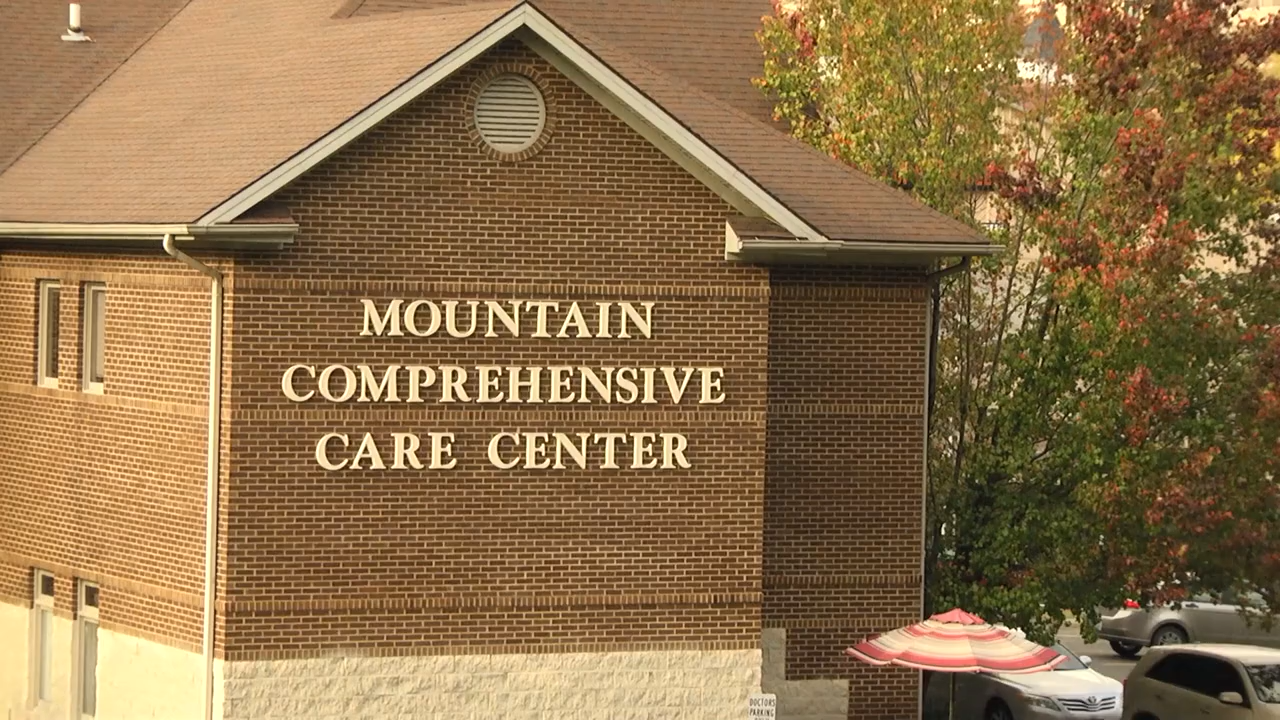 MOUNTAIN
COMPREHENSIVE
CARE CENTER
DOCTORS
PARKING